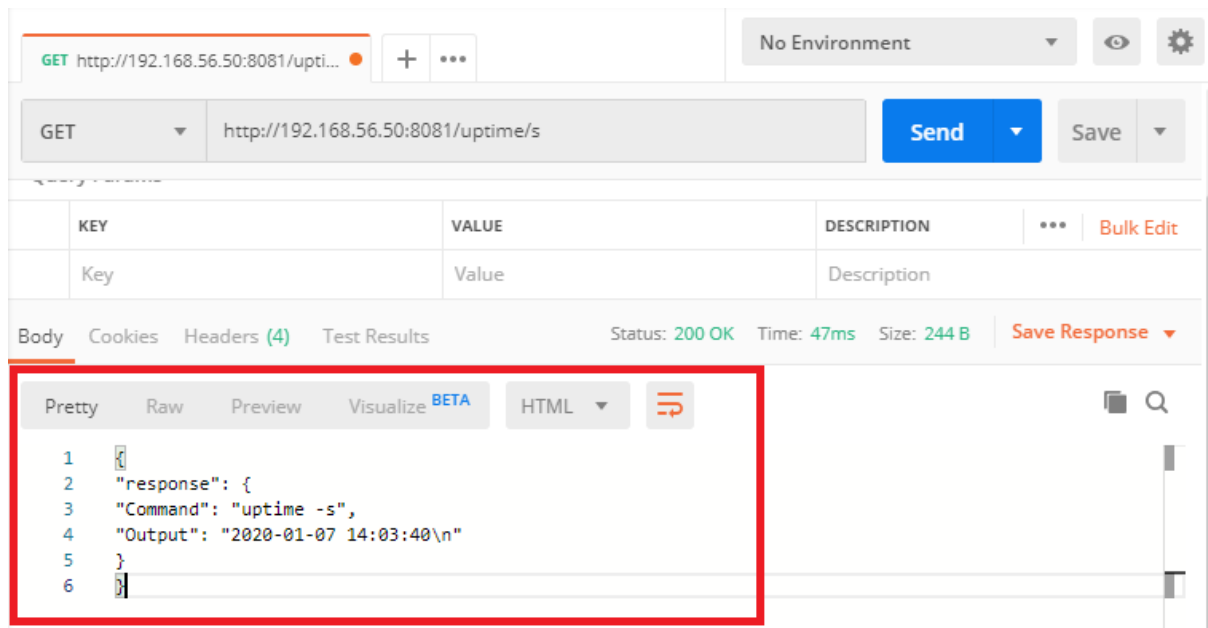 No Environment
GET http://192.168.56.50:8081/upti...
GET http://192.168.56.50:8081/uptime/s Send Save
Query Params
KEY VALUE DESCRIPTION Bulk Edit
Key Value Description
Body Cookies Headers (4) Test Results Status: 200 OK Time: 47ms Size: 244 B Save Response
Pretty Raw Preview Visualize BETA HTML
1 {
2 "response": {
3 "Command": "uptime -s",
4 "Output": "2020-01-07 14:03:40\n"
5 }
6 }